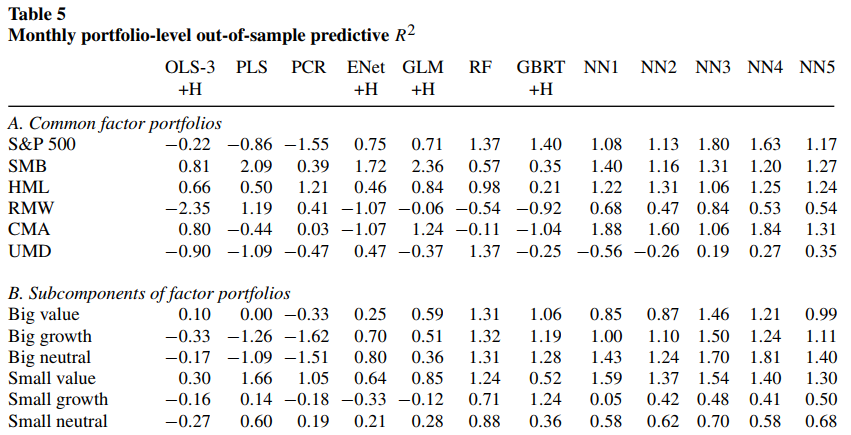 Table 5
Monthly portfolio-level out-of-sample predictive R²
OLS-3 PLS PCR ENet GLM RF GBRT NN1 NN2 NN3 NN4 NN5
+H +H +H +H
A. Common factor portfolios
S&P 500 −0.22 −0.86 −1.55 0.75 0.71 1.37 1.40 1.08 1.13 1.80 1.63 1.17
SMB 0.81 2.09 0.39 1.72 2.36 0.57 0.35 1.40 1.16 1.31 1.20 1.27
HML 0.66 0.50 1.21 0.46 0.84 0.98 0.21 1.22 1.31 1.06 1.25 1.24
RMW −2.35 1.19 0.41 −1.07 −0.06 −0.54 −0.92 0.68 0.47 0.84 0.53 0.54
CMA 0.80 −0.44 0.03 −1.07 1.24 −0.11 −1.04 1.88 1.60 1.06 1.84 1.31
UMD −0.90 −1.09 −0.47 0.47 −0.37 1.37 −0.25 −0.56 −0.26 0.19 0.27 0.35
B. Subcomponents of factor portfolios
Big value 0.10 0.00 −0.33 0.25 0.59 1.31 1.06 0.85 0.87 1.46 1.21 0.99
Big growth −0.33 −1.26 −1.62 0.70 0.51 1.32 1.19 1.00 1.10 1.50 1.24 1.11
Big neutral −0.17 −1.09 −1.51 0.80 0.36 1.31 1.28 1.43 1.24 1.70 1.81 1.40
Small value 0.30 1.66 1.05 0.64 0.85 1.24 0.52 1.59 1.37 1.54 1.40 1.30
Small growth −0.16 0.14 −0.18 −0.33 −0.12 0.71 1.24 0.05 0.42 0.48 0.41 0.50
Small neutral −0.27 0.60 0.19 0.21 0.28 0.88 0.36 0.58 0.62 0.70 0.58 0.68